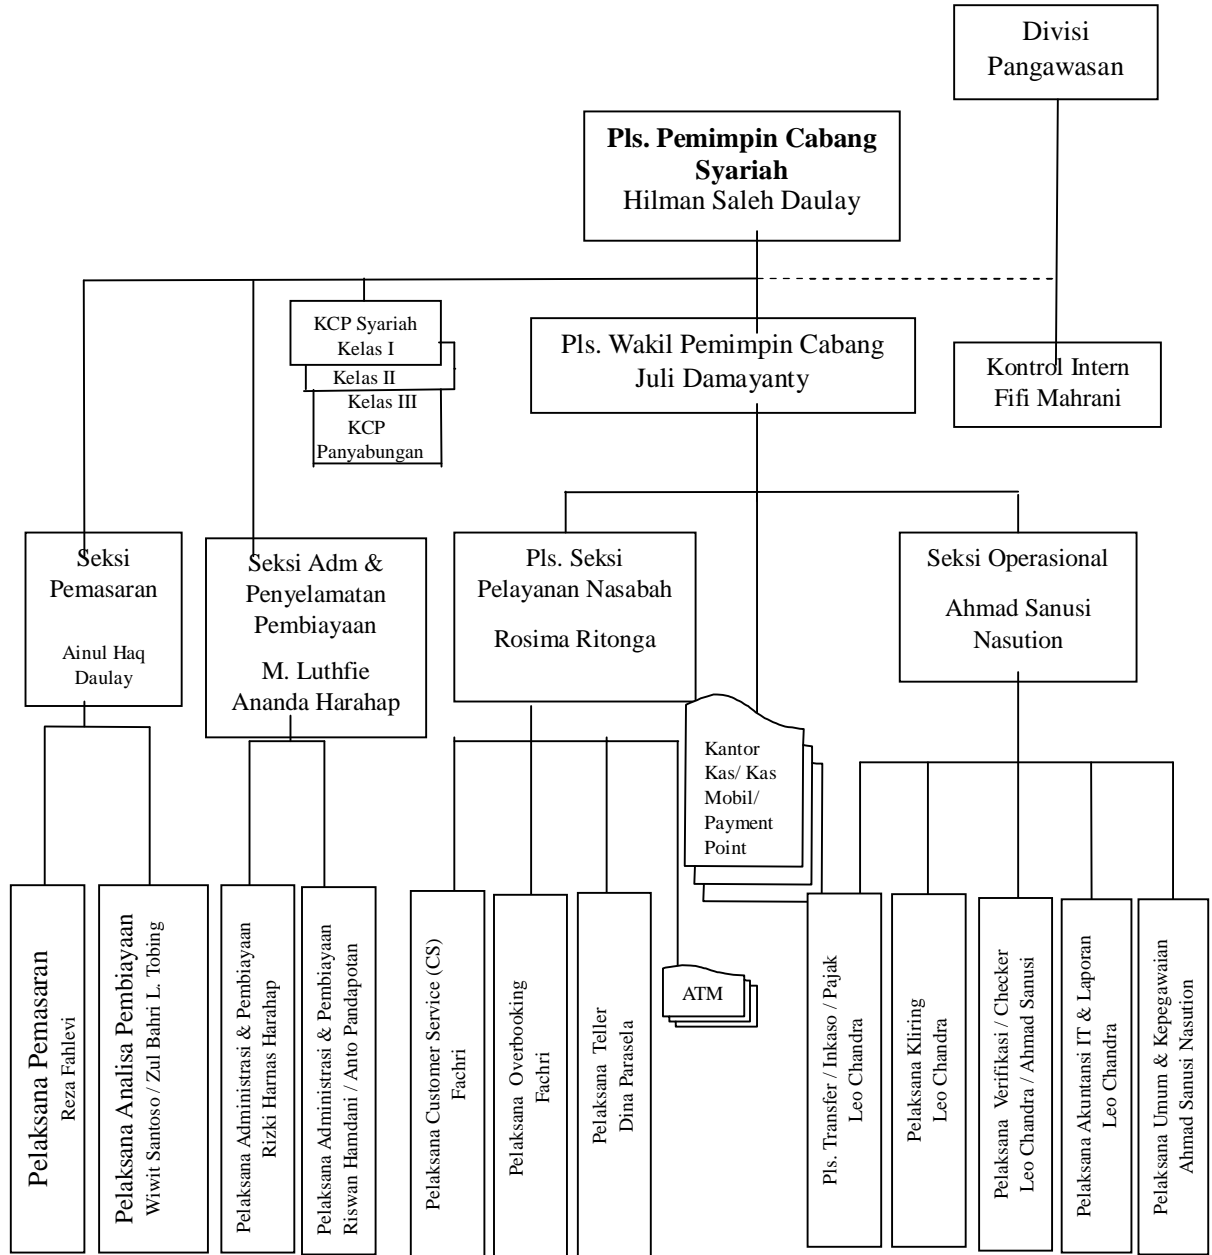 Divisi
Pangawasan
Pls. Pemimpin Cabang
Syariah
Hilman Saleh Daulay
KCP Syariah
Kelas I
Kelas II
Kelas III
KCP
Panyabungan
Pls. Wakil Pemimpin Cabang
Juli Damayanty
Kontrol Intern
Fifi Mahrani
Seksi
Pemasaran
Ainul Haq
Daulay
Seksi Adm &
Penyelamatan
Pembiayaan
M. Luthfie
Ananda Harahap
Pls. Seksi
Pelayanan Nasabah
Rosima Ritonga
Seksi Operasional
Ahmad Sanusi
Nasution
Kantor
Kas/ Kas
Mobil/
Payment
Point
Pelaksana Pemasaran
Reza Fahlevi
Pelaksana Analisa Pembiayaan
Wiwit Santoso / Zul Bahri L. Tobing
Pelaksana Administrasi & Pembiayaan
Rizki Harnas Harahap
Pelaksana Administrasi & Pembiayaan
Riswan Hamdani / Anto Pandapotan
Pelaksana Customer Service (CS)
Fachri
Pelaksana Overbooking
Fachri
Pelaksana Teller
Dina Parasela
ATM
Pls. Transfer / Inkaso / Pajak
Leo Chandra
Pelaksana Kliring
Leo Chandra
Pelaksana Verifikasi / Checker
Leo Chandra / Ahmad Sanusi
Pelaksana Akuntansi IT & Laporan
Leo Chandra
Pelaksana Umum & Kepegawaian
Ahmad Sanusi Nasution